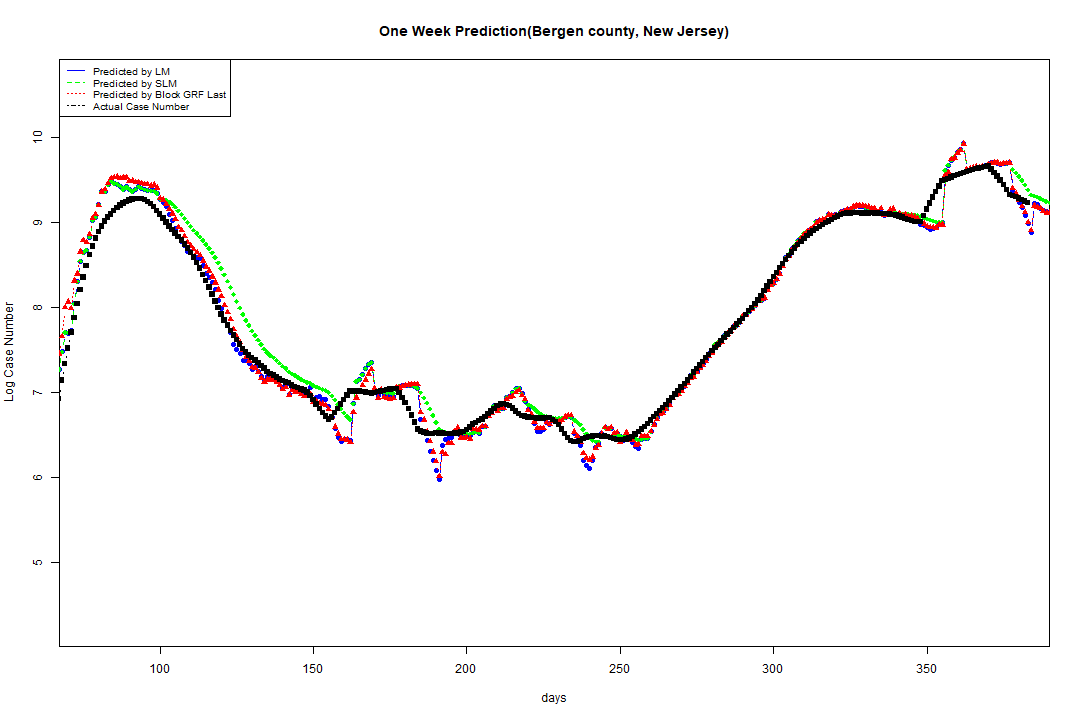 One Week Prediction(Bergen county, New Jersey)
Predicted by LM
Predicted by SLM
Predicted by Block GRF Last
Actual Case Number
Log Case Number
10
9
8
7
6
5
100 150 200 250 300 350
days